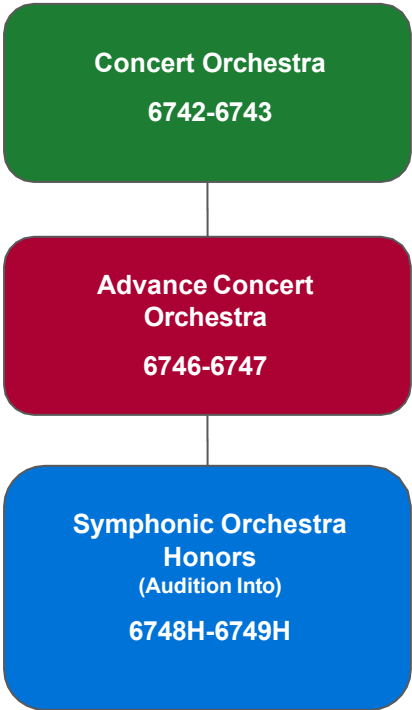 Concert Orchestra
6742-6743
Advance Concert
Orchestra
6746-6747
Symphonic Orchestra
Honors
(Audition Into)
6748H-6749H